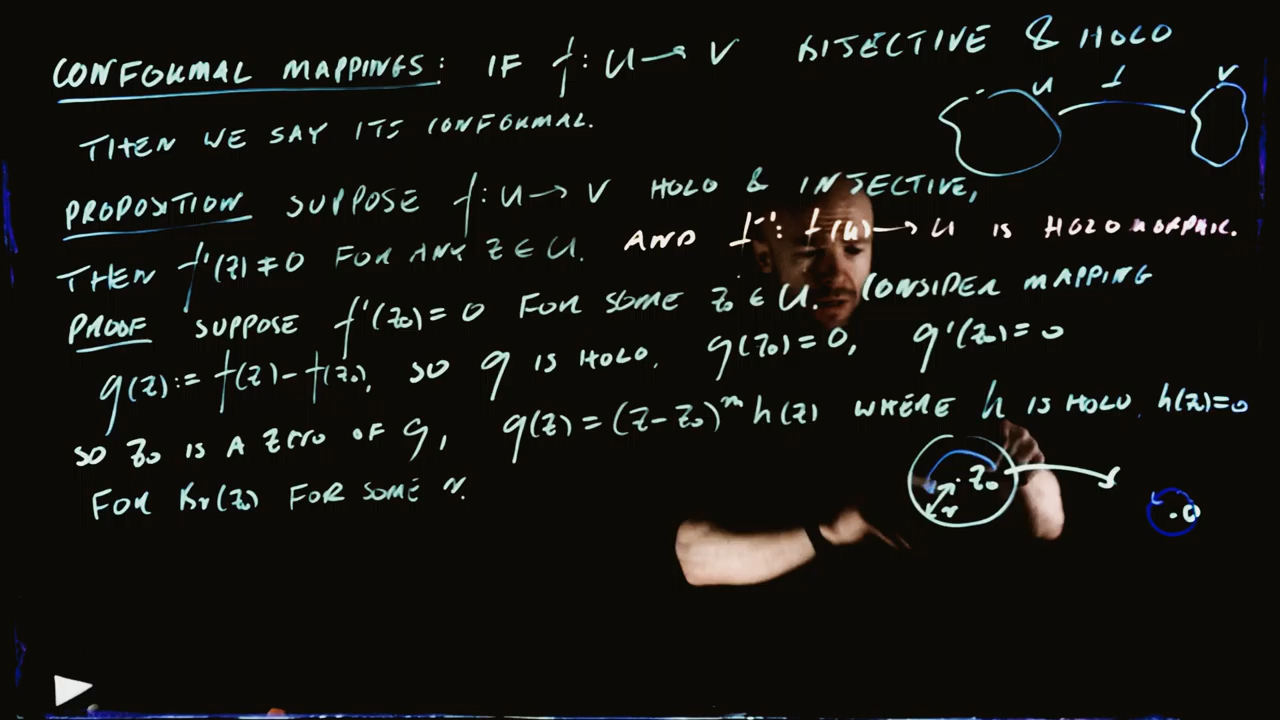 CONFORMAL MAPPINGS: IF f: U → V BIJECTIVE & HOLO
THEN WE SAY ITS CONFORMAL.
U f V
PROPOSITION SUPPOSE f: U → V HOLO & INJECTIVE,
THEN f'(z) ≠ 0 FOR ANY z ∈ U. AND f⁻¹: f(U) → U IS HOLOMORPHIC.
PROOF SUPPOSE f'(z₀) = 0 FOR SOME z₀ ∈ U. CONSIDER MAPPING
g(z) := f(z) - f(z₀), SO g IS HOLO, g(z₀) = 0, g'(z₀) = 0
SO z₀ IS A ZERO OF g, g(z) = (z - z₀)ᵐ h(z) WHERE h IS HOLO, h(z) = 0
FOR Br(z₀) FOR SOME r.
z₀
r
0